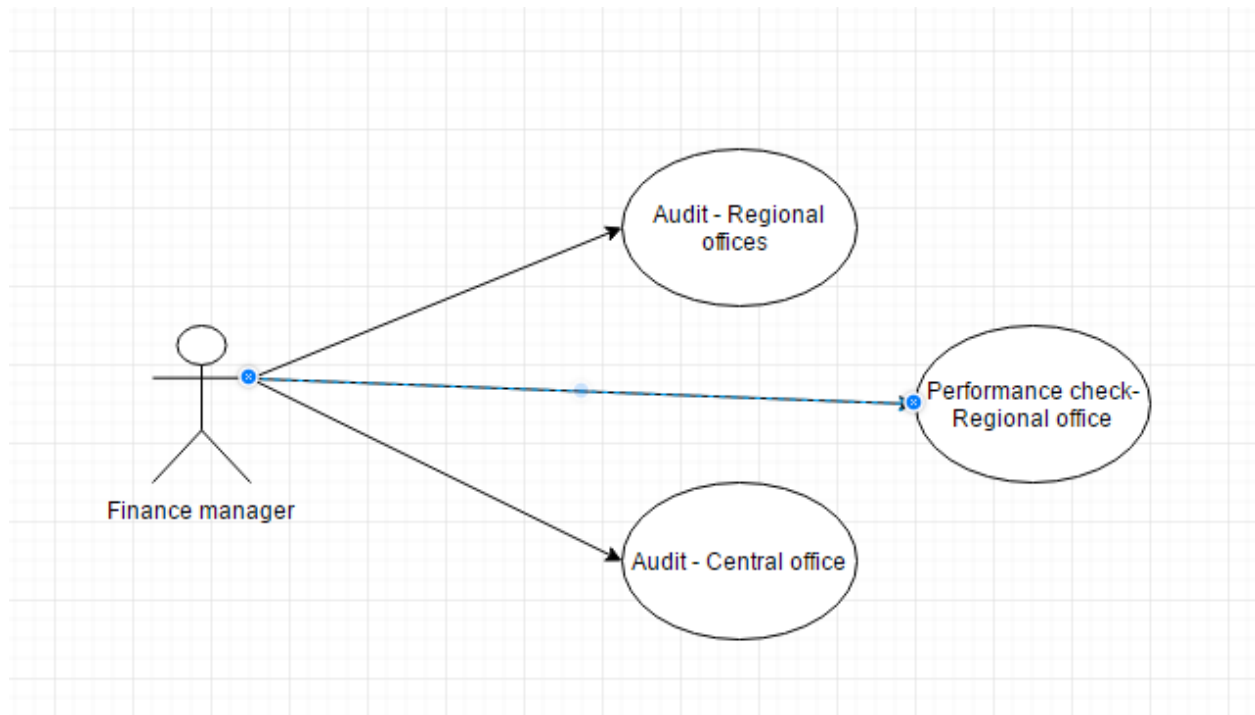 Audit - Regional
offices
Performance check-
Regional office
Finance manager
Audit - Central office